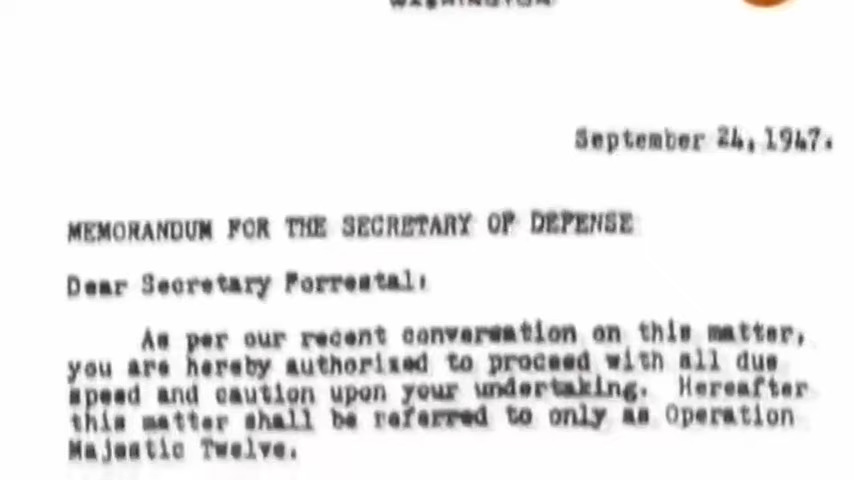 WASHINGTON
September 24, 1947.
MEMORANDUM FOR THE SECRETARY OF DEFENSE
Dear Secretary Forrestal:
As per our recent conversation on this matter,
you are hereby authorized to proceed with all due
speed and caution upon your undertaking. Hereafter
this matter shall be referred to only as Operation
Majestic Twelve.